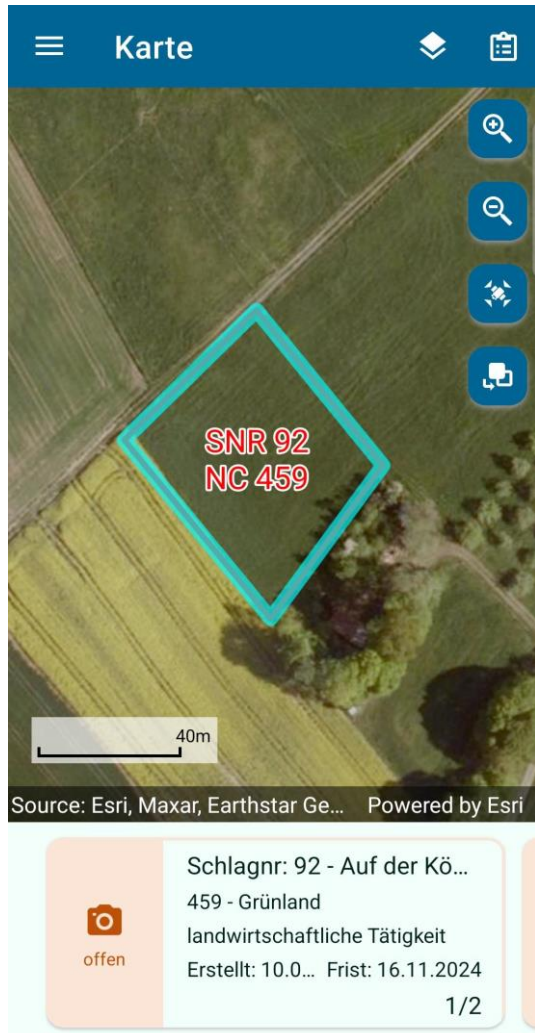 Karte
SNR 92
NC 459
40m
Source: Esri, Maxar, Earthstar Ge... Powered by Esri
Schlagnr: 92 - Auf der Kö...
459 - Grünland
offen
landwirtschaftliche Tätigkeit
Erstellt: 10.0... Frist: 16.11.2024
1/2